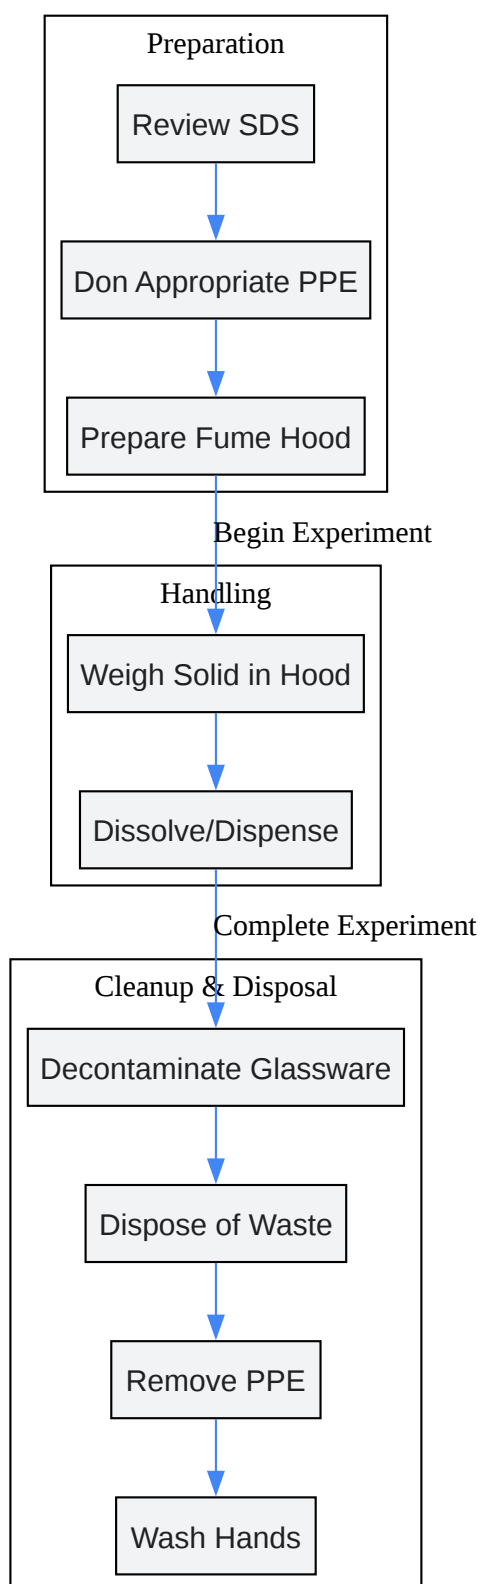 Preparation
Review SDS
Don Appropriate PPE
Prepare Fume Hood
Begin Experiment
Handling
Weigh Solid in Hood
Dissolve/Dispense
Complete Experiment
Cleanup & Disposal
Decontaminate Glassware
Dispose of Waste
Remove PPE
Wash Hands